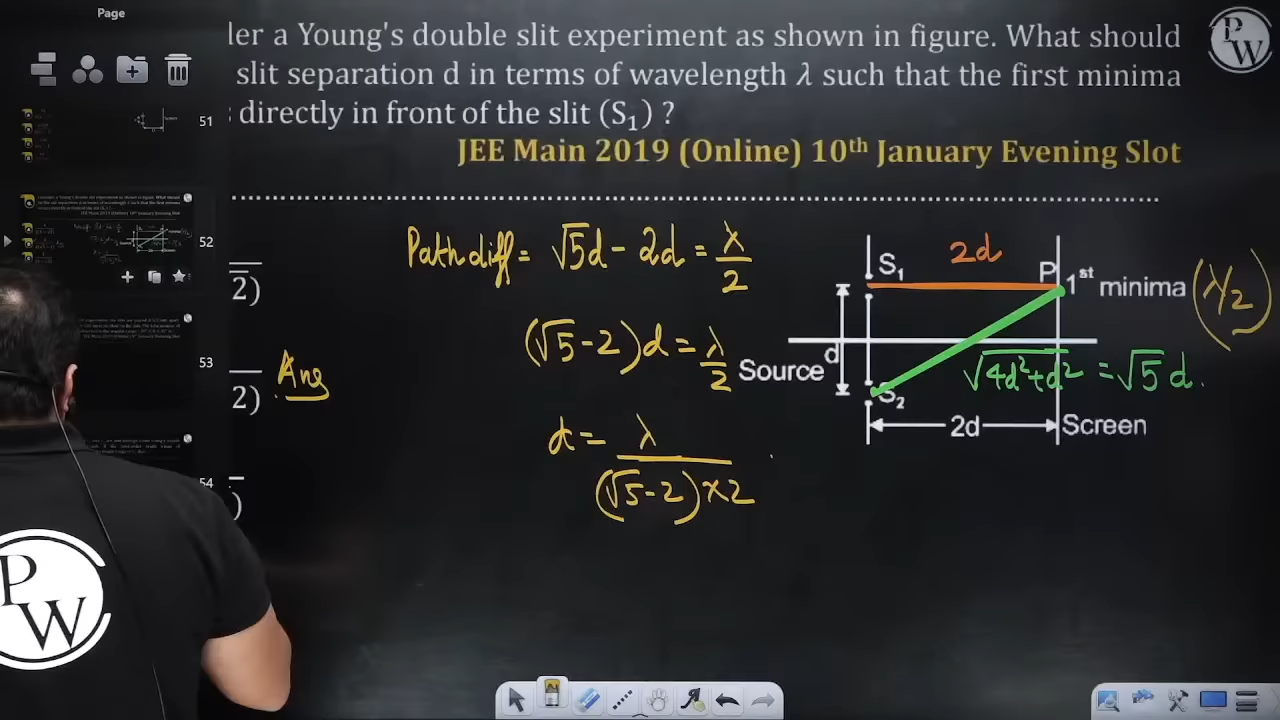 Page
ler a Young's double slit experiment as shown in figure. What should
slit separation d in terms of wavelength λ such that the first minima
directly in front of the slit (S₁) ?
JEE Main 2019 (Online) 10th January Evening Slot
PW
51
52
53
54
2)
2) Ans
)
Path diff = √5d - 2d = λ/2
(√5-2)d = λ/2
d = λ/((√5-2)×2)
S₁
2d
P
1st minima (λ/2)
Source
d
√(4d²+d²) = √5 d.
S₂
2d
Screen
PW